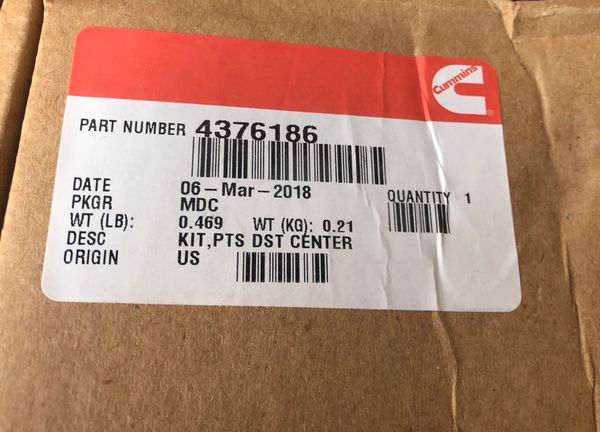 Cummins
PART NUMBER 4376186
DATE 06-Mar-2018
QUANTITY 1
PKGR MDC
WT (LB): 0.469 WT (KG): 0.21
DESC KIT,PTS DST CENTER
ORIGIN US